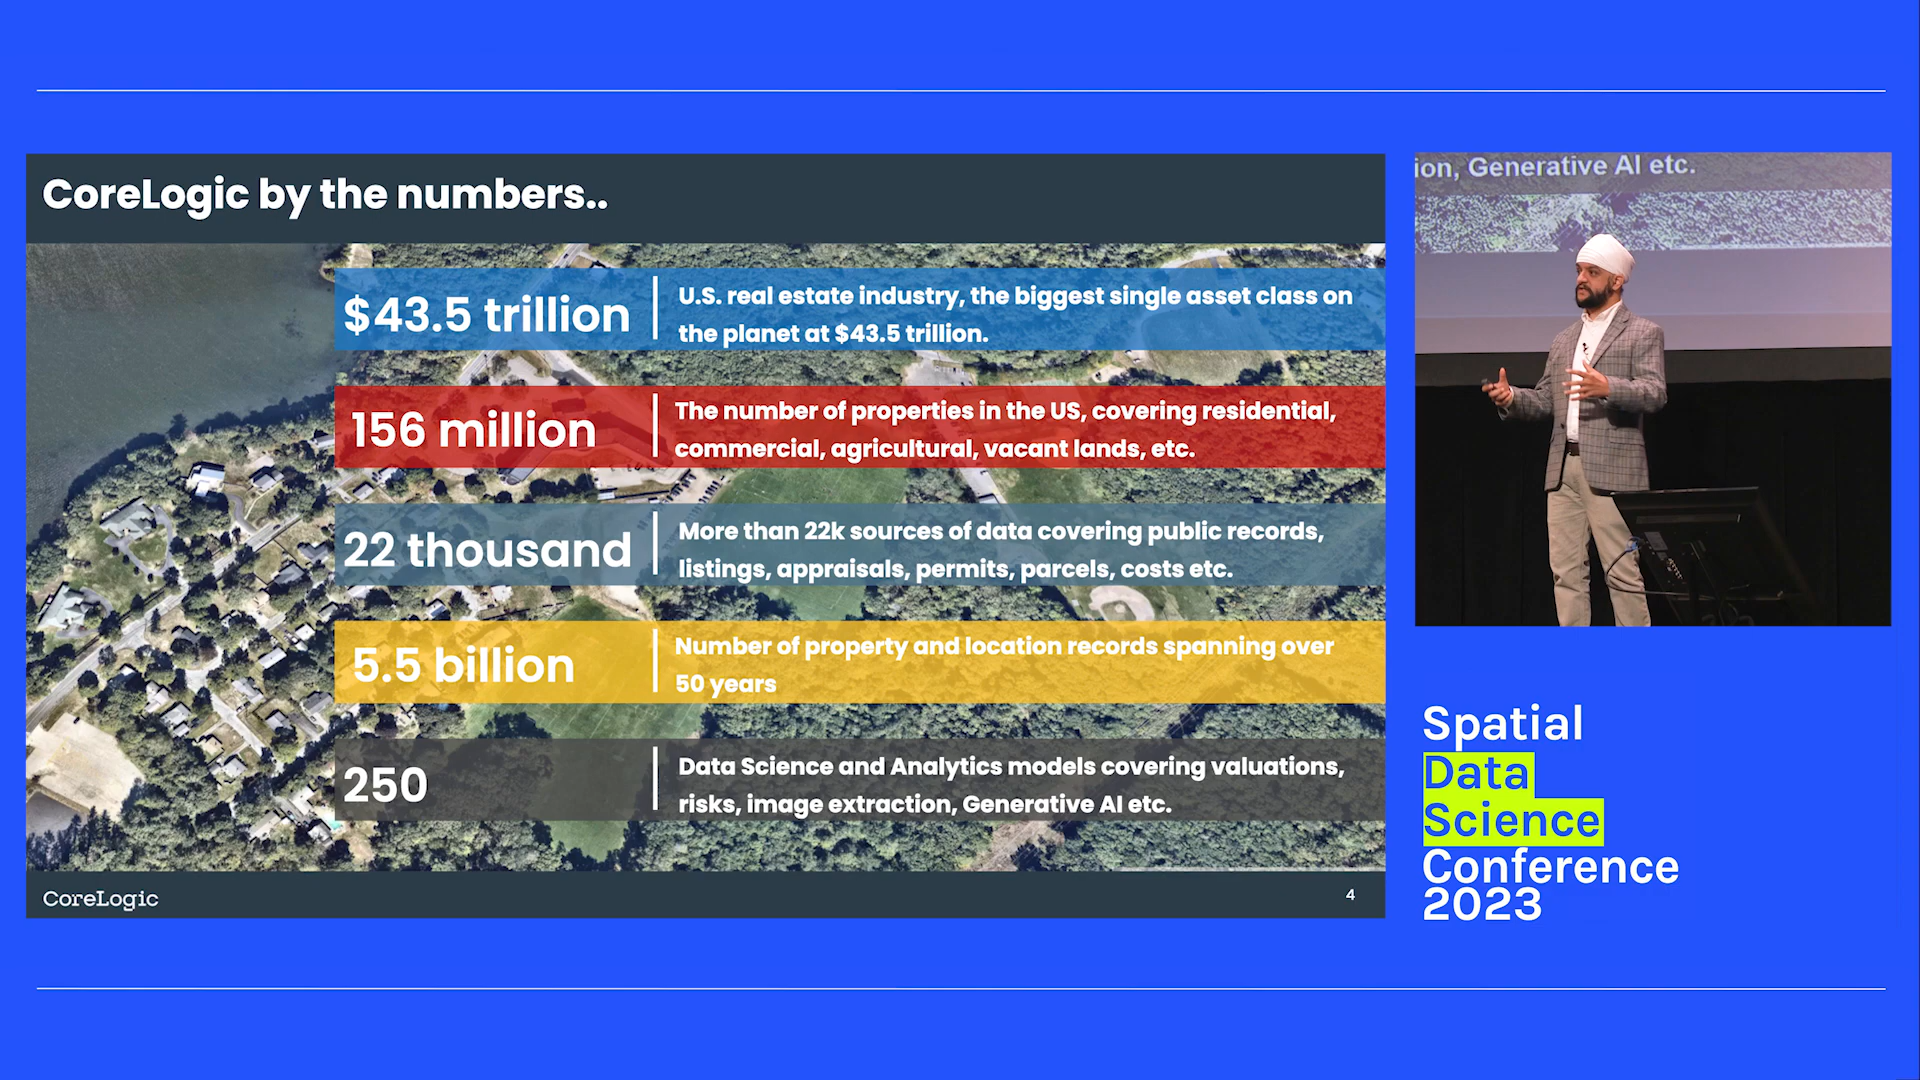 CoreLogic by the numbers..
$43.5 trillion
U.S. real estate industry, the biggest single asset class on
the planet at $43.5 trillion.
156 million
The number of properties in the US, covering residential,
commercial, agricultural, vacant lands, etc.
22 thousand
More than 22k sources of data covering public records,
listings, appraisals, permits, parcels, costs etc.
5.5 billion
Number of property and location records spanning over
50 years
250
Data Science and Analytics models covering valuations,
risks, image extraction, Generative AI etc.
CoreLogic
4
ion, Generative AI etc.
Spatial
Data
Science
Conference
2023